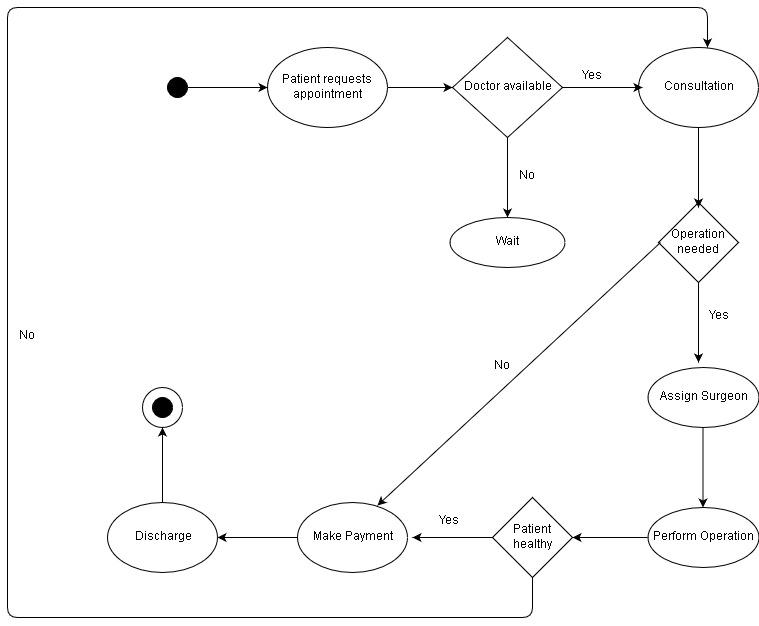 Patient requests
appointment
Doctor available
Yes
Consultation
No
Wait
Operation
needed
Yes
No
No
Assign Surgeon
Perform Operation
Patient
healthy
Yes
Make Payment
Discharge